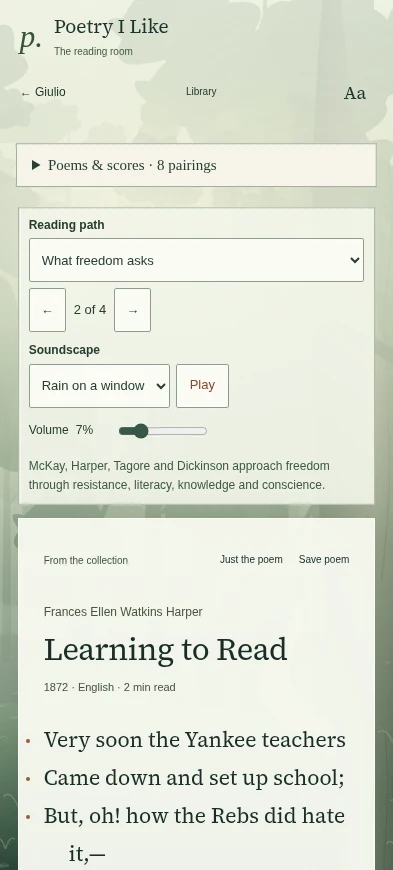 p. Poetry I Like
The reading room
← Giulio Library Aa
▶ Poems & scores · 8 pairings
Reading path
What freedom asks
← 2 of 4 →
Soundscape
Rain on a window Play
Volume 7%
McKay, Harper, Tagore and Dickinson approach freedom
through resistance, literacy, knowledge and conscience.
From the collection Just the poem Save poem
Frances Ellen Watkins Harper
Learning to Read
1872 · English · 2 min read
Very soon the Yankee teachers
Came down and set up school;
But, oh! how the Rebs did hate
it,—